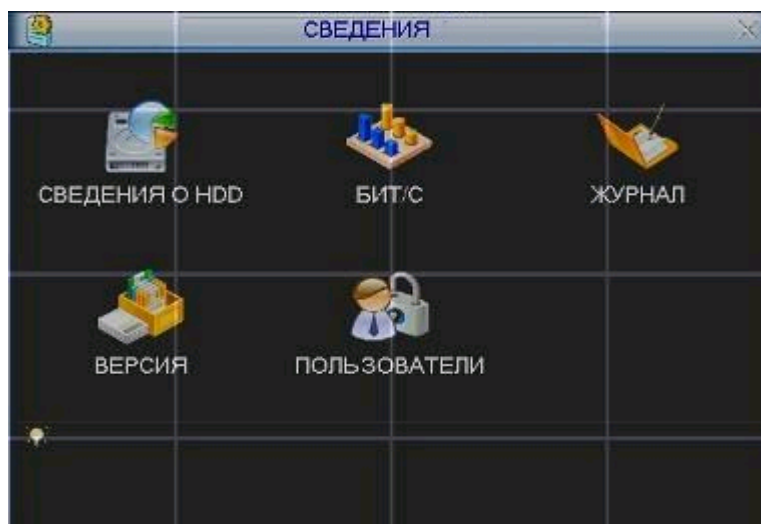 СВЕДЕНИЯ
СВЕДЕНИЯ О HDD
БИТ/С
ЖУРНАЛ
ВЕРСИЯ
ПОЛЬЗОВАТЕЛИ